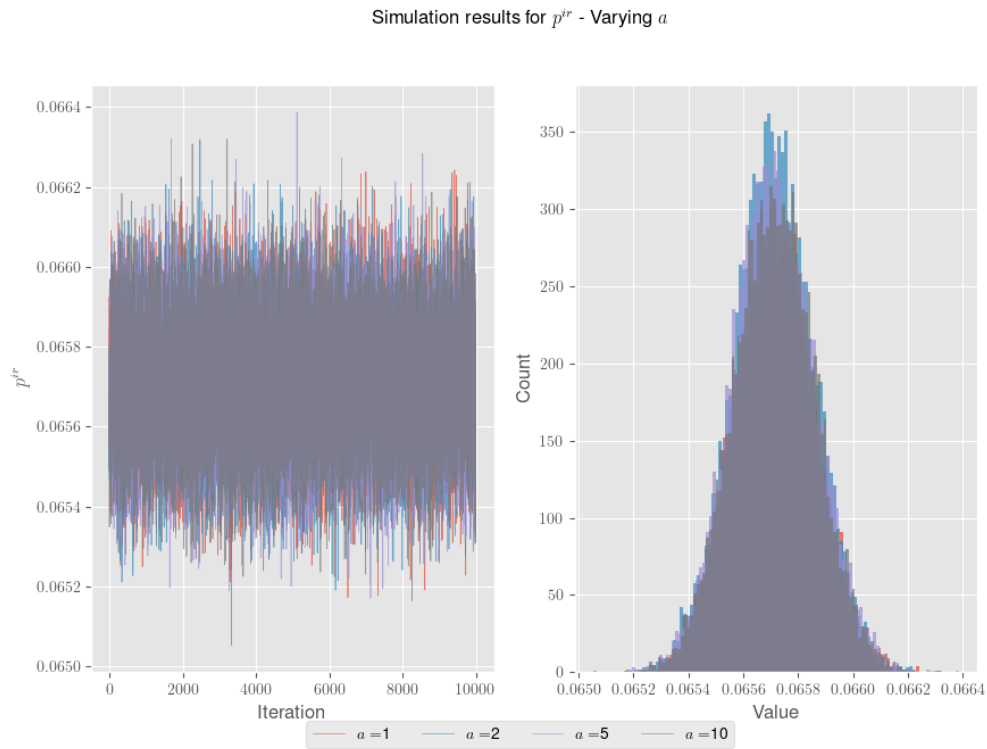 Simulation results for p^{ir} - Varying a
0.0664
0.0662
0.0660
0.0658
0.0656
0.0654
0.0652
0.0650
p^{ir}
0 2000 4000 6000 8000 10000
Iteration
350
300
250
200
150
100
50
0
Count
0.0650 0.0652 0.0654 0.0656 0.0658 0.0660 0.0662 0.0664
Value
a =1 a =2 a =5 a =10